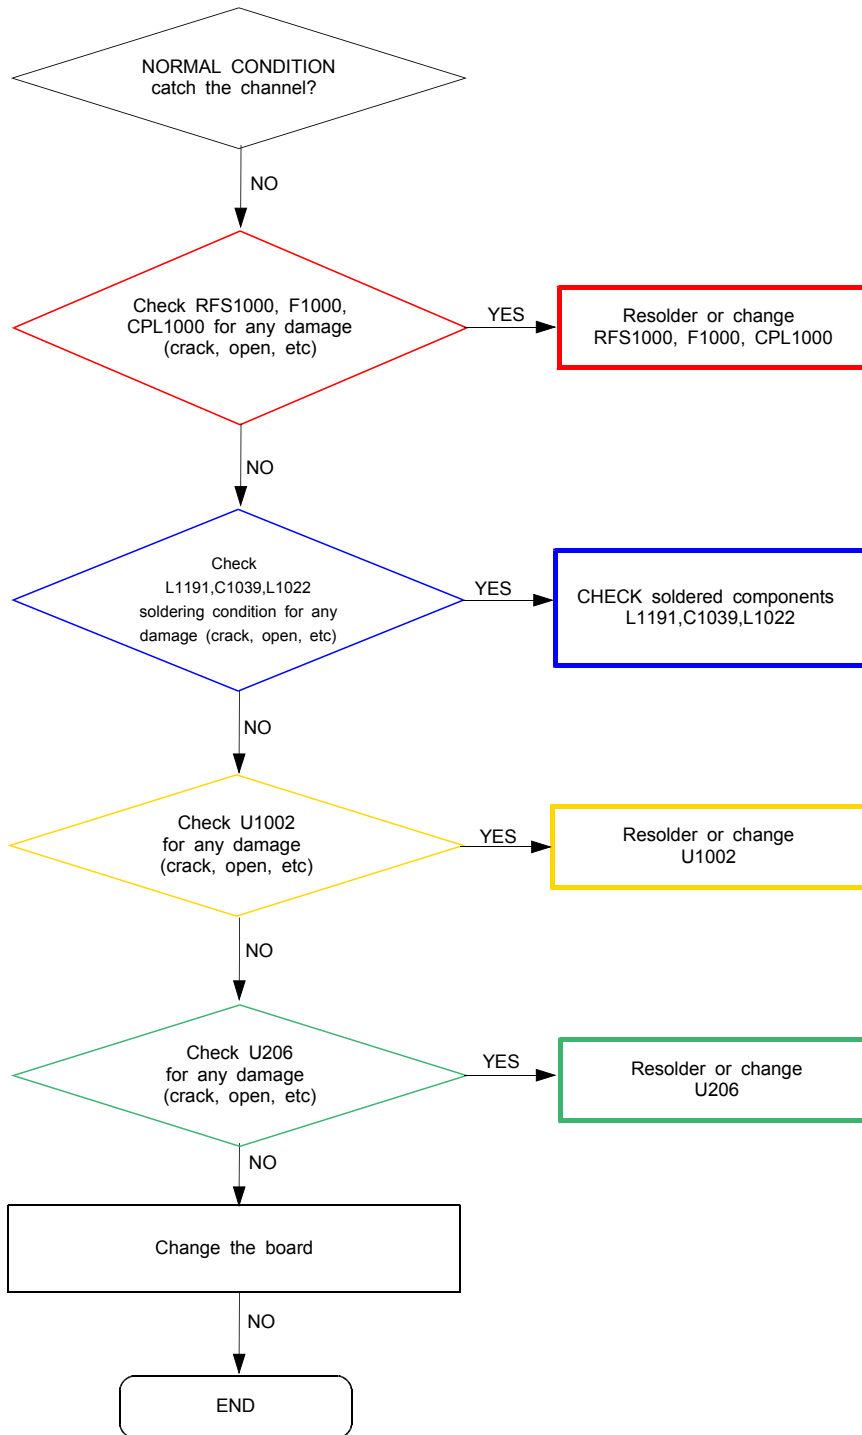 NORMAL CONDITION
catch the channel?
NO
Check RFS1000, F1000,
CPL1000 for any damage
(crack, open, etc)
YES
Resolder or change
RFS1000, F1000, CPL1000
NO
Check
L1191,C1039,L1022
soldering condition for any
damage (crack, open, etc)
YES
CHECK soldered components
L1191,C1039,L1022
NO
Check U1002
for any damage
(crack, open, etc)
YES
Resolder or change
U1002
NO
Check U206
for any damage
(crack, open, etc)
YES
Resolder or change
U206
NO
Change the board
NO
END